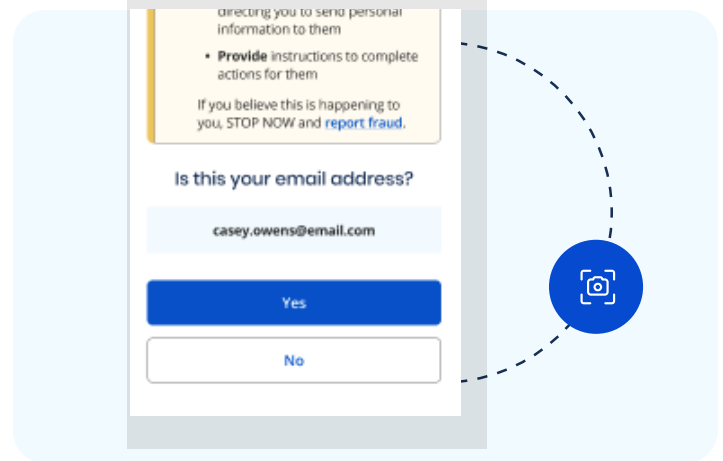 directing you to send personal
information to them
• Provide instructions to complete
actions for them
If you believe this is happening to
you, STOP NOW and report fraud.
Is this your email address?
casey.owens@email.com
Yes
No